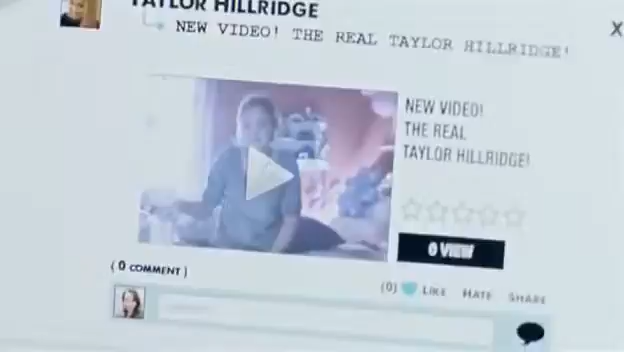 TAYLOR HILLRIDGE
NEW VIDEO! THE REAL TAYLOR HILLRIDGE!
X
NEW VIDEO!
THE REAL
TAYLOR HILLRIDGE!
0 VIEW
(0 COMMENT)
(0) LIKE HATE SHARE